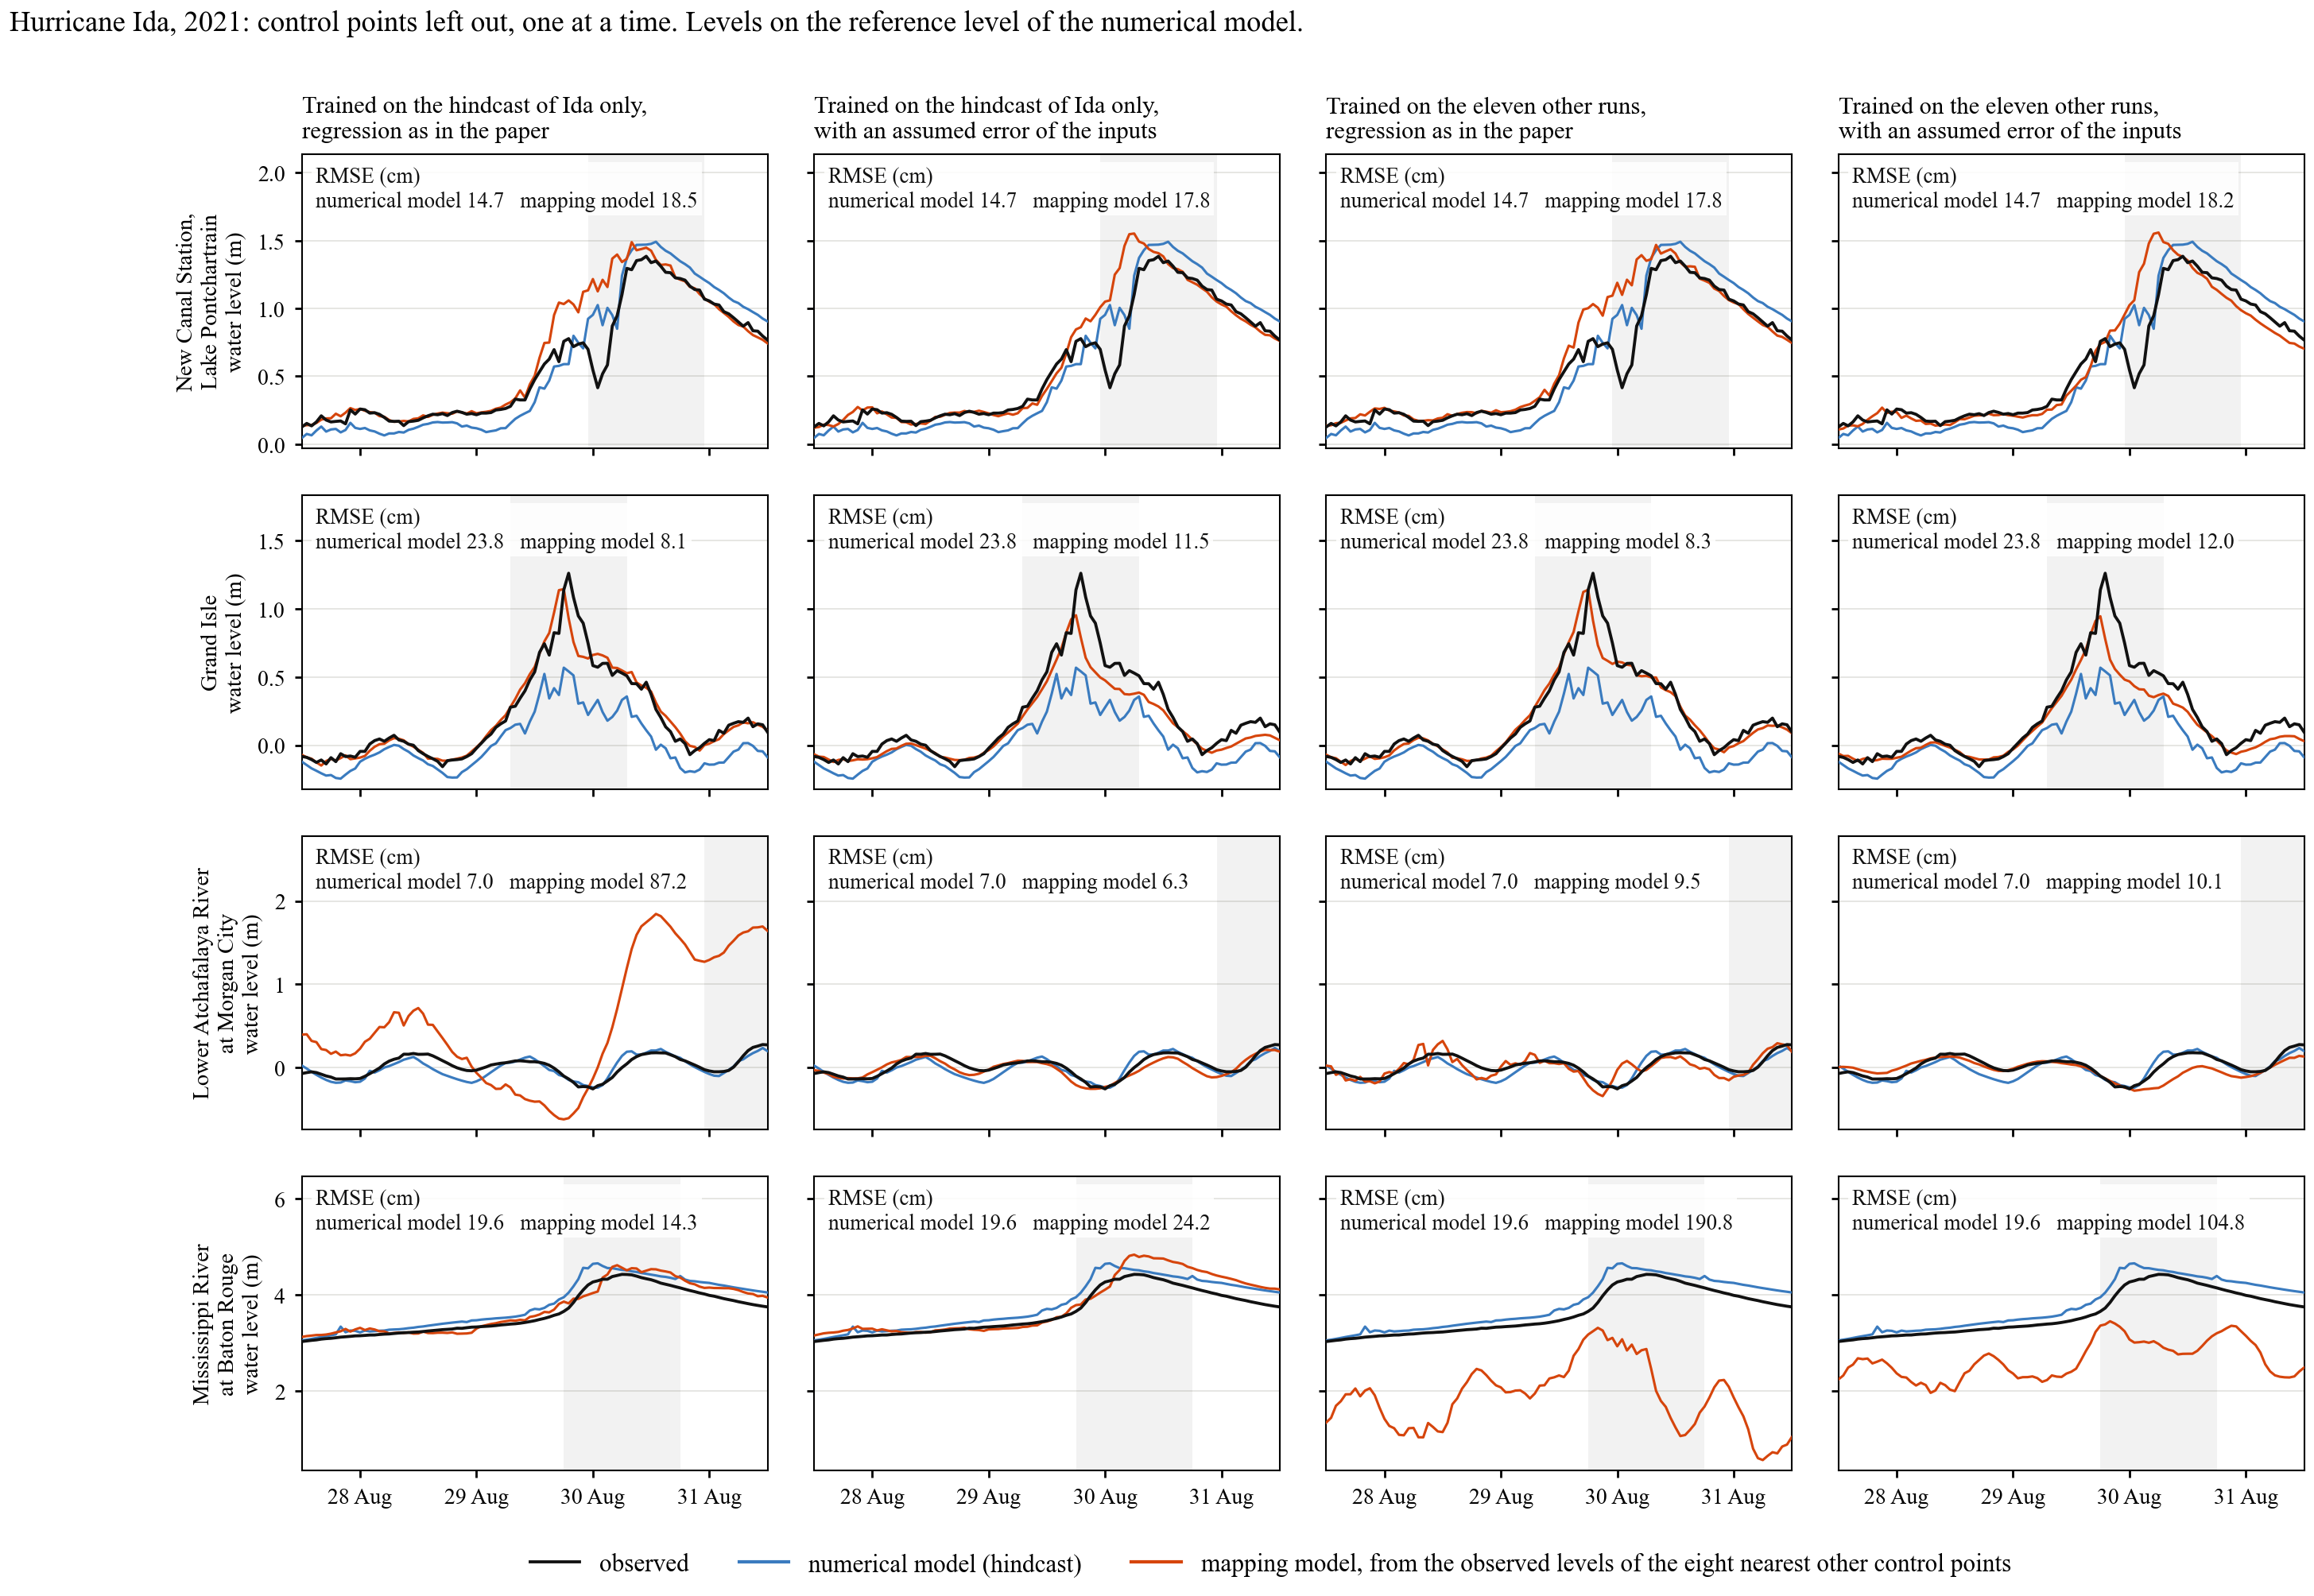 Hurricane Ida, 2021: control points left out, one at a time. Levels on the reference level of the numerical model.
Trained on the hindcast of Ida only,
regression as in the paper
Trained on the hindcast of Ida only,
with an assumed error of the inputs
Trained on the eleven other runs,
regression as in the paper
Trained on the eleven other runs,
with an assumed error of the inputs
New Canal Station,
Lake Pontchartrain
water level (m)
2.0
1.5
1.0
0.5
0.0
RMSE (cm)
numerical model 14.7 mapping model 18.5
RMSE (cm)
numerical model 14.7 mapping model 17.8
RMSE (cm)
numerical model 14.7 mapping model 17.8
RMSE (cm)
numerical model 14.7 mapping model 18.2
Grand Isle
water level (m)
1.5
1.0
0.5
0.0
RMSE (cm)
numerical model 23.8 mapping model 8.1
RMSE (cm)
numerical model 23.8 mapping model 11.5
RMSE (cm)
numerical model 23.8 mapping model 8.3
RMSE (cm)
numerical model 23.8 mapping model 12.0
Lower Atchafalaya River
at Morgan City
water level (m)
2
1
0
RMSE (cm)
numerical model 7.0 mapping model 87.2
RMSE (cm)
numerical model 7.0 mapping model 6.3
RMSE (cm)
numerical model 7.0 mapping model 9.5
RMSE (cm)
numerical model 7.0 mapping model 10.1
Mississippi River
at Baton Rouge
water level (m)
6
4
2
RMSE (cm)
numerical model 19.6 mapping model 14.3
RMSE (cm)
numerical model 19.6 mapping model 24.2
RMSE (cm)
numerical model 19.6 mapping model 190.8
RMSE (cm)
numerical model 19.6 mapping model 104.8
28 Aug 29 Aug 30 Aug 31 Aug
28 Aug 29 Aug 30 Aug 31 Aug
28 Aug 29 Aug 30 Aug 31 Aug
28 Aug 29 Aug 30 Aug 31 Aug
observed
numerical model (hindcast)
mapping model, from the observed levels of the eight nearest other control points